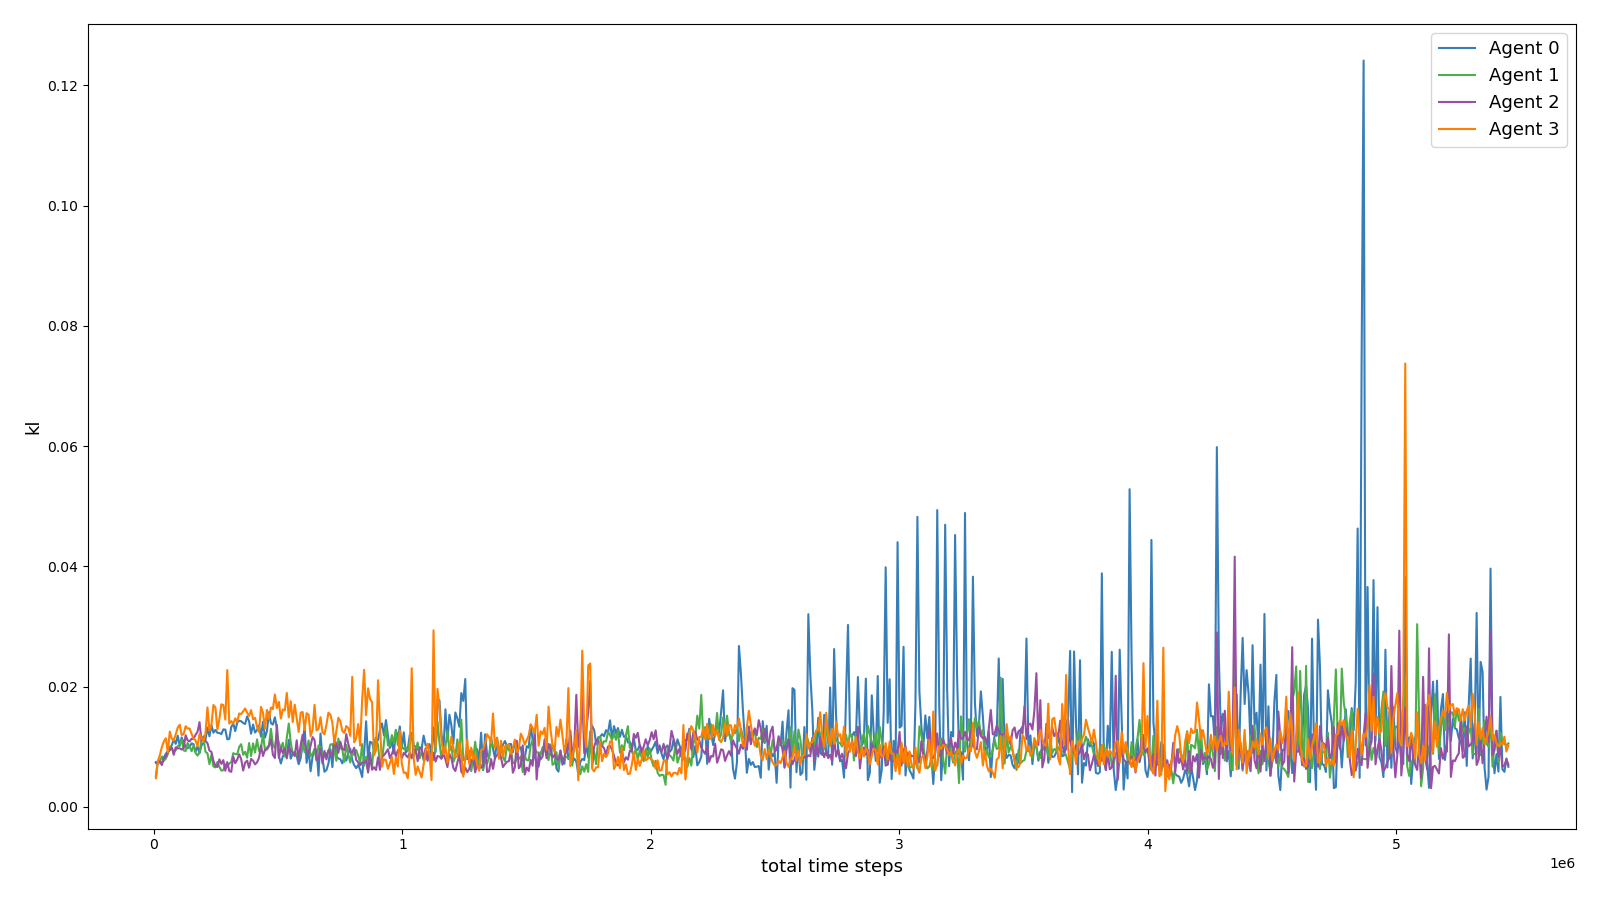 Agent 0
Agent 1
Agent 2
Agent 3
0.12
0.10
0.08
0.06
0.04
0.02
0.00
kl
0 1 2 3 4 5
1e6
total time steps